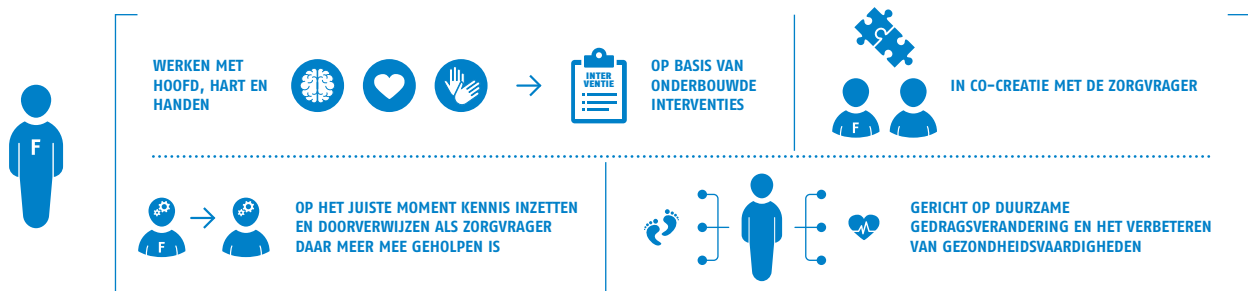 F
WERKEN MET
HOOFD, HART EN
HANDEN
INTER
VENTIE
OP BASIS VAN
ONDERBOUWDE
INTERVENTIES
F
IN CO-CREATIE MET DE ZORGVRAGER
F
OP HET JUISTE MOMENT KENNIS INZETTEN
EN DOORVERWIJZEN ALS ZORGVRAGER
DAAR MEER MEE GEHOLPEN IS
GERICHT OP DUURZAME
GEDRAGSVERANDERING EN HET VERBETEREN
VAN GEZONDHEIDSVAARDIGHEDEN